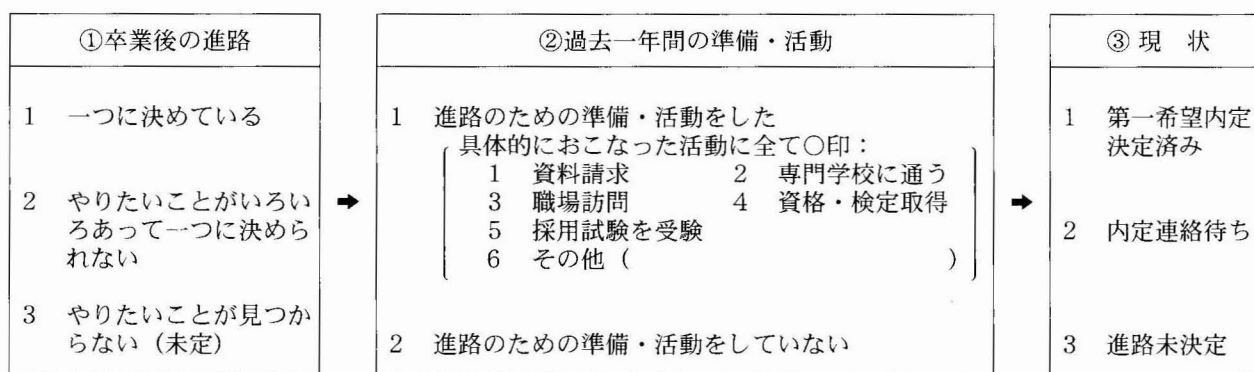 ①卒業後の進路
1 一つに決めている
2 やりたいことがいろい
ろあって一つに決めら
れない
3 やりたいことが見つか
らない（未定）
➡
②過去一年間の準備・活動
1 進路のための準備・活動をした
具体的におこなった活動に全て○印：
1 資料請求 2 専門学校に通う
3 職場訪問 4 資格・検定取得
5 採用試験を受験
6 その他（ ）
2 進路のための準備・活動をしていない
➡
③現 状
1 第一希望内定
決定済み
2 内定連絡待ち
3 進路未決定